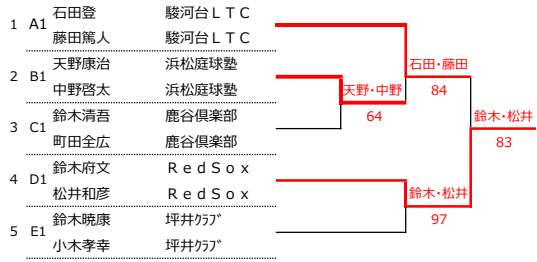 石田登 駿河台ＬＴＣ
1 A1
藤田篤人 駿河台ＬＴＣ
天野康治 浜松庭球塾 石田・藤田
2 B1
中野啓太 浜松庭球塾 天野・中野 84
鈴木清吾 鹿谷倶楽部 64 鈴木・松井
3 C1
町田全広 鹿谷倶楽部 83
鈴木府文 ＲｅｄＳｏｘ
4 D1
松井和彦 ＲｅｄＳｏｘ 鈴木・松井
鈴木暁康 坪井ｸﾗﾌﾞ 97
5 E1
小木孝幸 坪井ｸﾗﾌﾞ